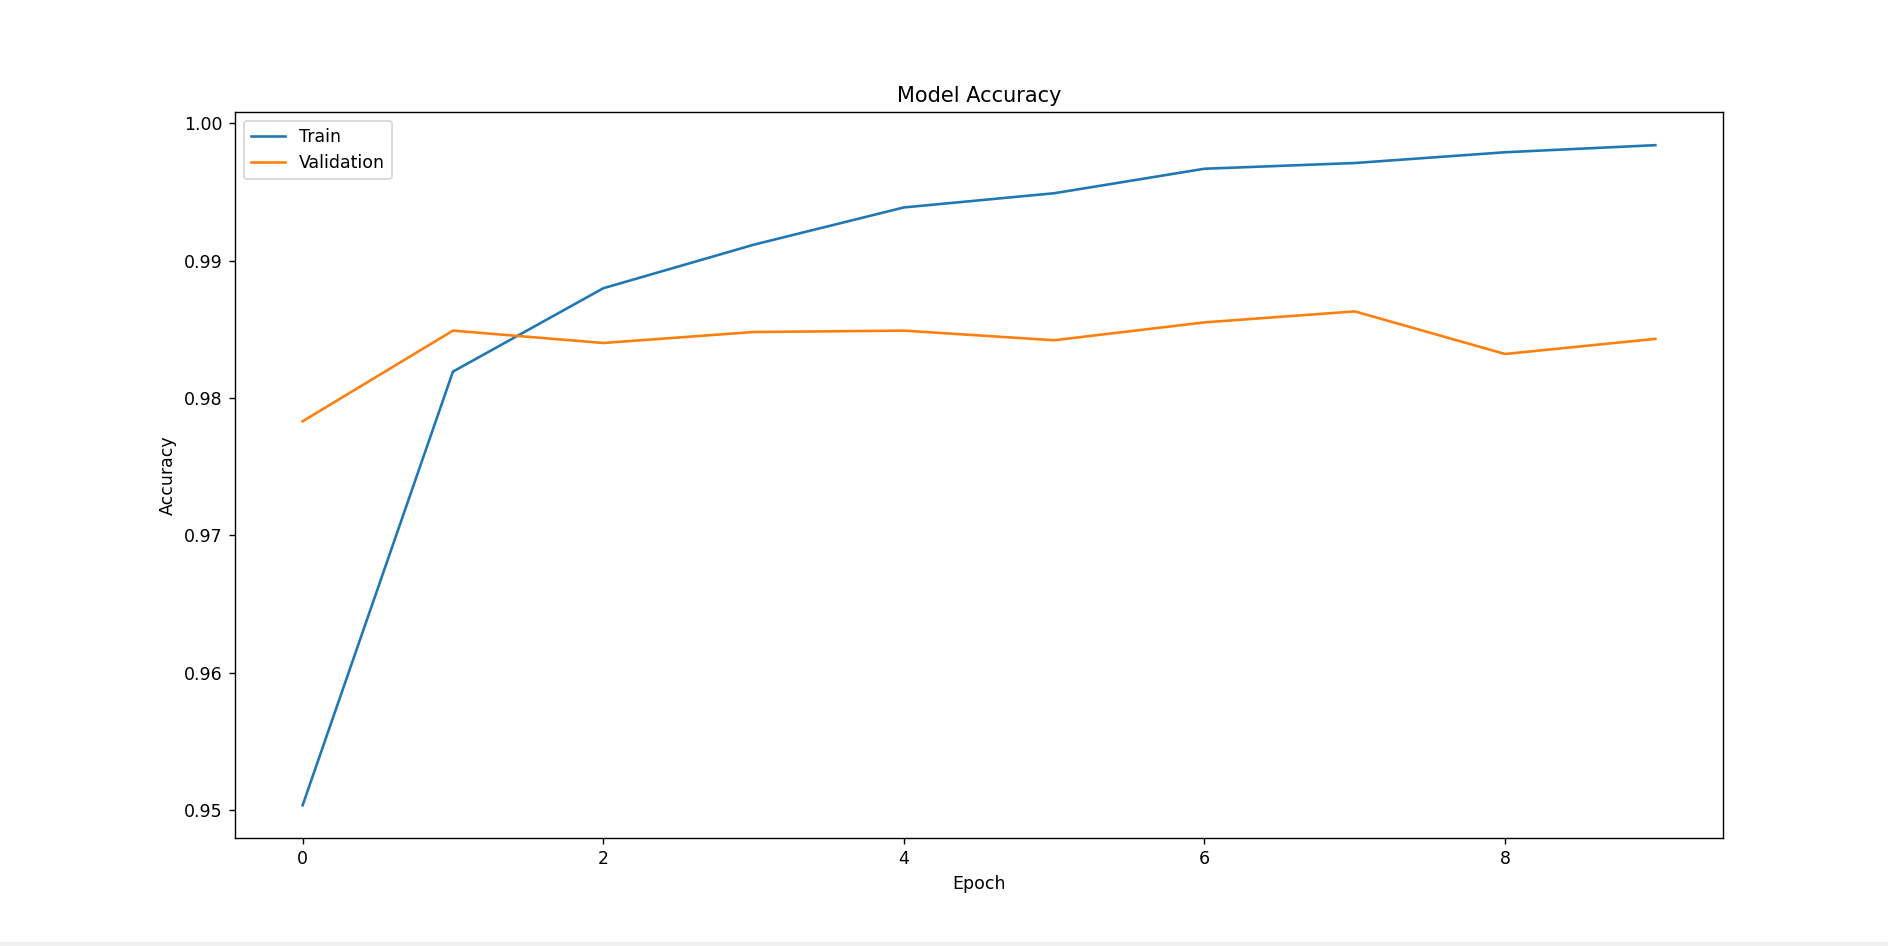 Model Accuracy
1.00
Train
Validation
0.99
0.98
Accuracy
0.97
0.96
0.95
0 2 4 6 8
Epoch